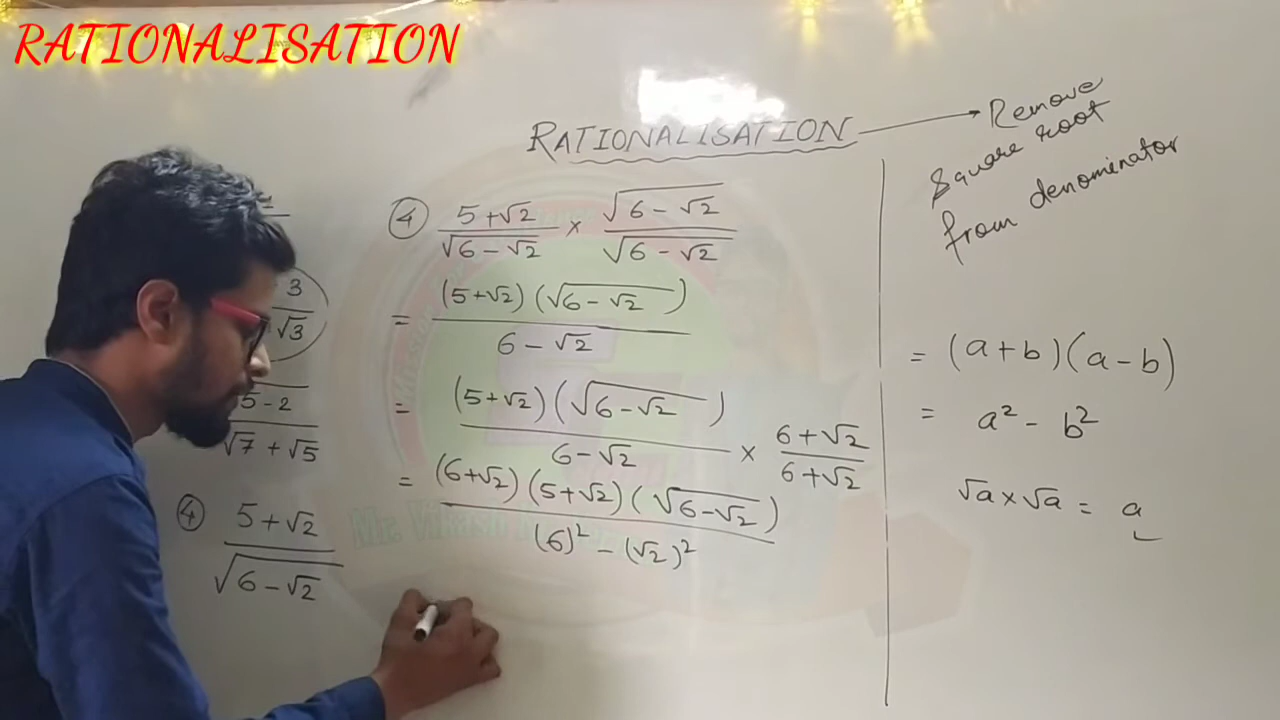 RATIONALISATION
RATIONALISATION → Remove
square root
from denominator
3
√3
5-2
√7 + √5
④ 5+√2
√(6-√2)
④ (5+√2)/√(6-√2) × √(6-√2)/√(6-√2)
= (5+√2)(√(6-√2))
6-√2
= (5+√2)(√(6-√2))/(6-√2) × (6+√2)/(6+√2)
= (6+√2)(5+√2)(√(6-√2))
(6)² - (√2)²
= (a+b)(a-b)
= a² - b²
√a×√a = a